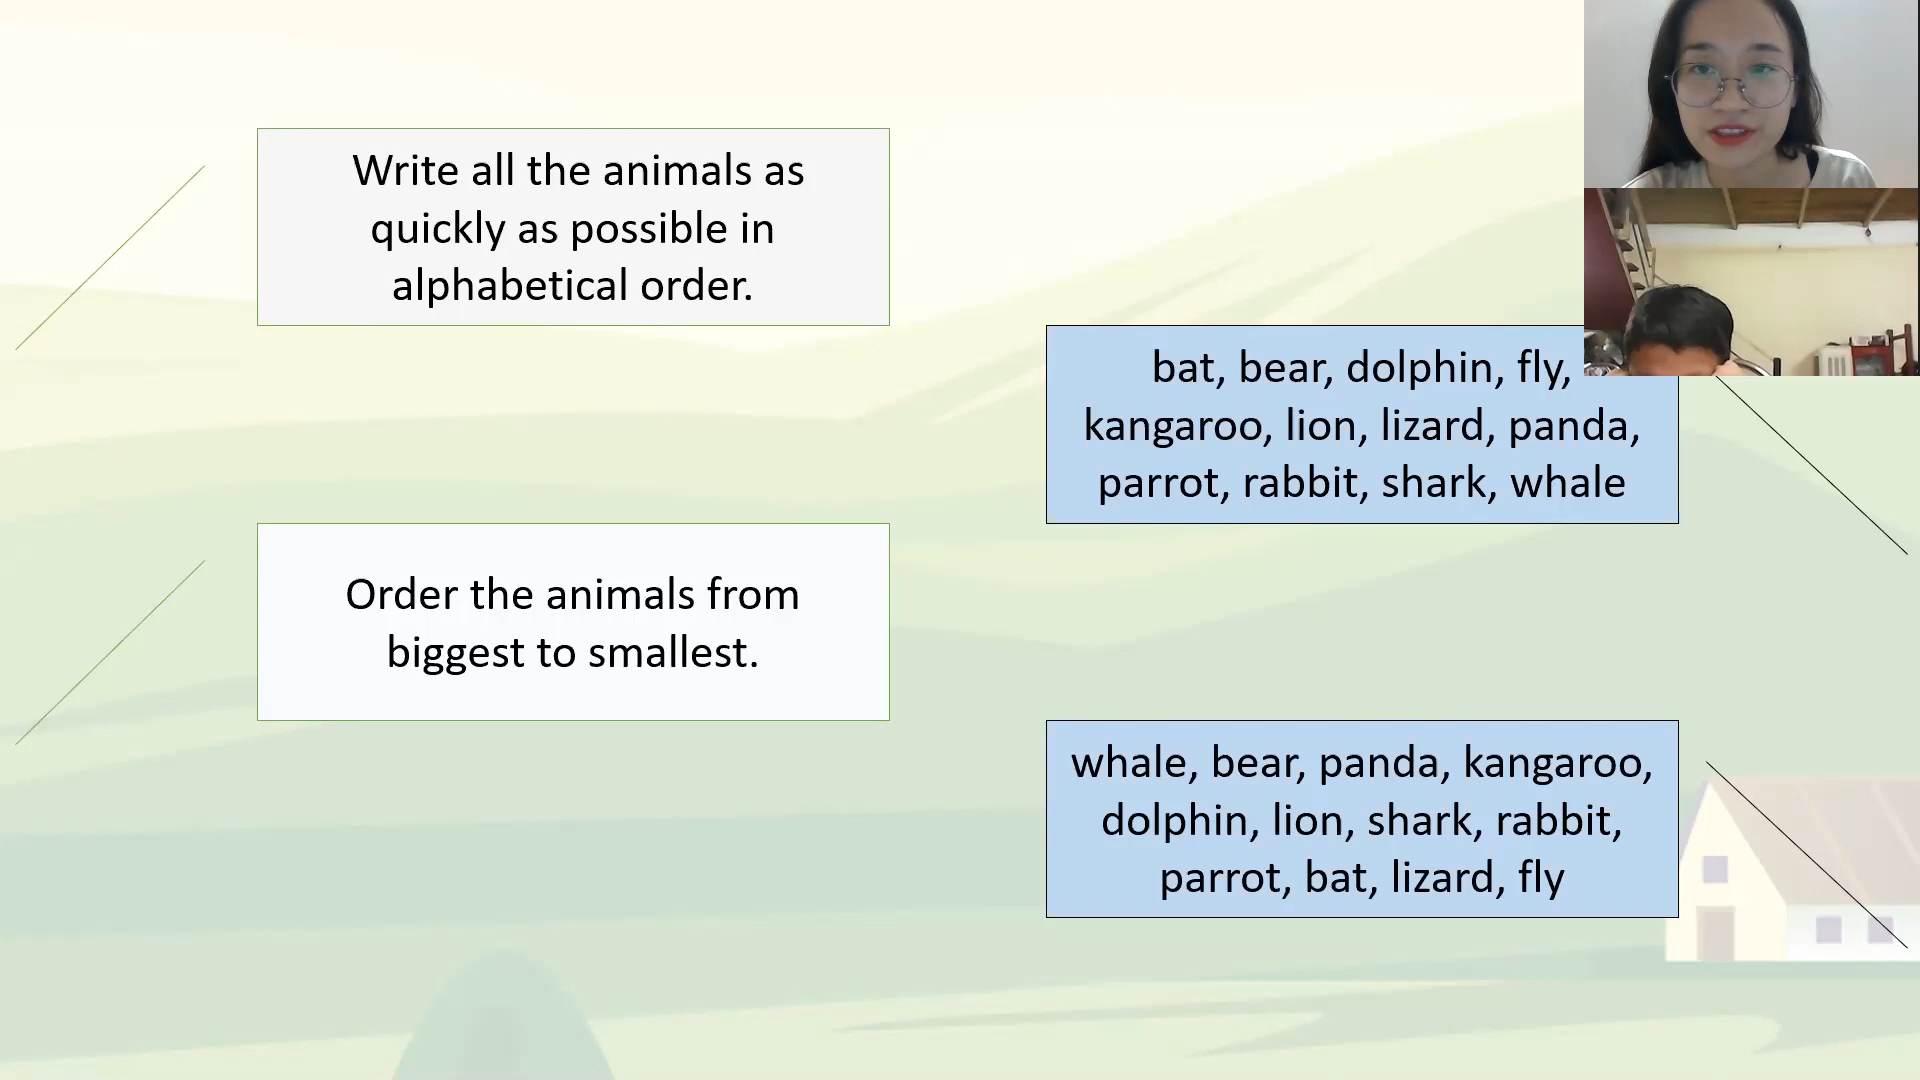 Write all the animals as
quickly as possible in
alphabetical order.
bat, bear, dolphin, fly,
kangaroo, lion, lizard, panda,
parrot, rabbit, shark, whale
Order the animals from
biggest to smallest.
whale, bear, panda, kangaroo,
dolphin, lion, shark, rabbit,
parrot, bat, lizard, fly